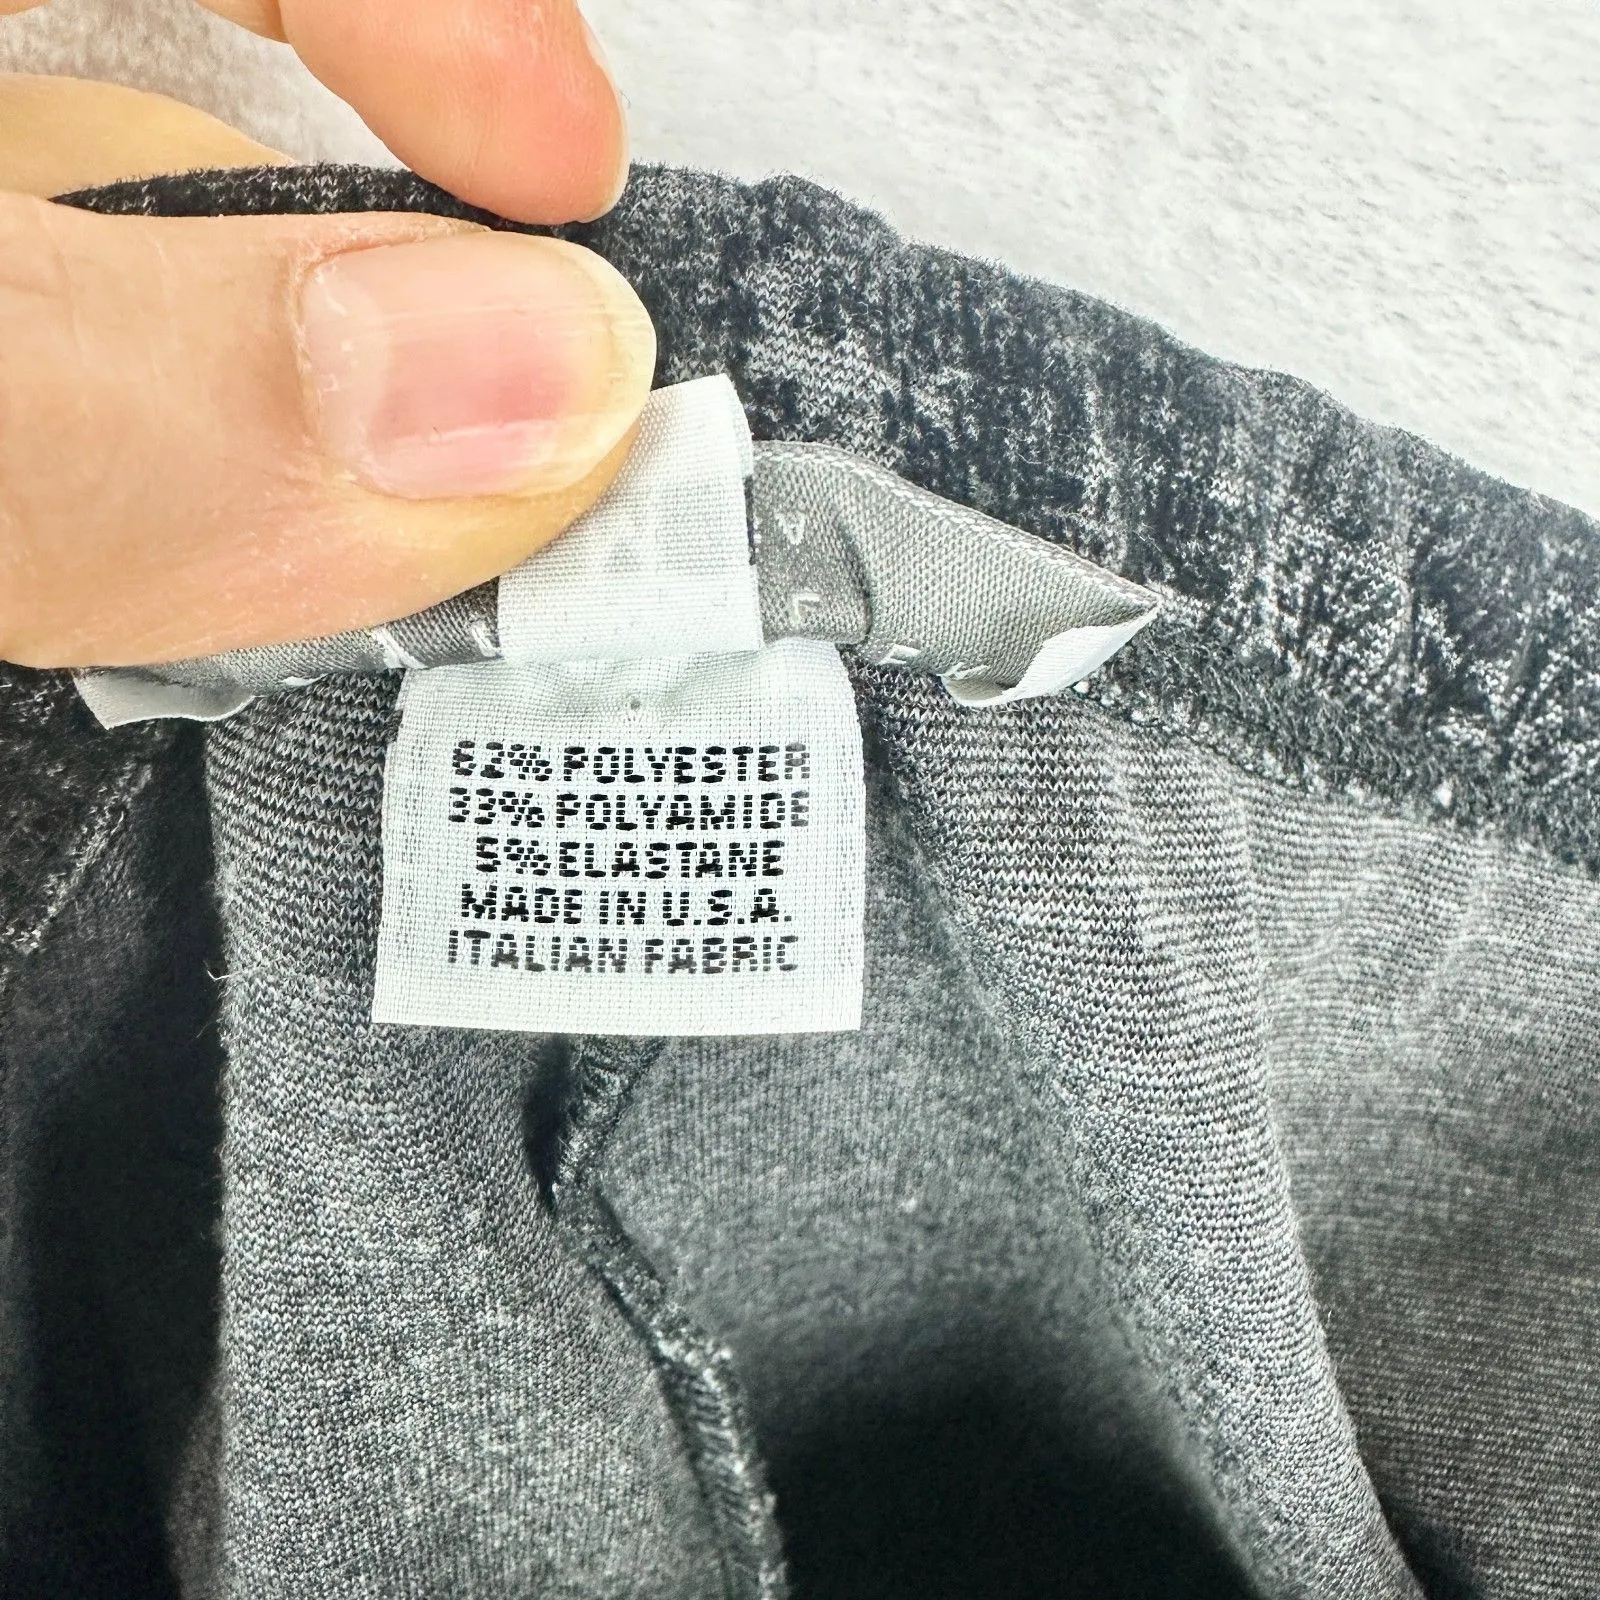 62% POLYESTER
33% POLYAMIDE
5% ELASTANE
MADE IN U.S.A.
ITALIAN FABRIC